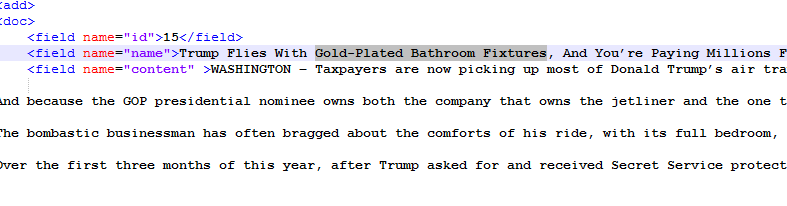 <add>
<doc>
<field name="id">15</field>
<field name="name">Trump Flies With Gold-Plated Bathroom Fixtures, And You’re Paying Millions F
<field name="content" >WASHINGTON – Taxpayers are now picking up most of Donald Trump’s air tra
And because the GOP presidential nominee owns both the company that owns the jetliner and the one t
The bombastic businessman has often bragged about the comforts of his ride, with its full bedroom,
Over the first three months of this year, after Trump asked for and received Secret Service protect